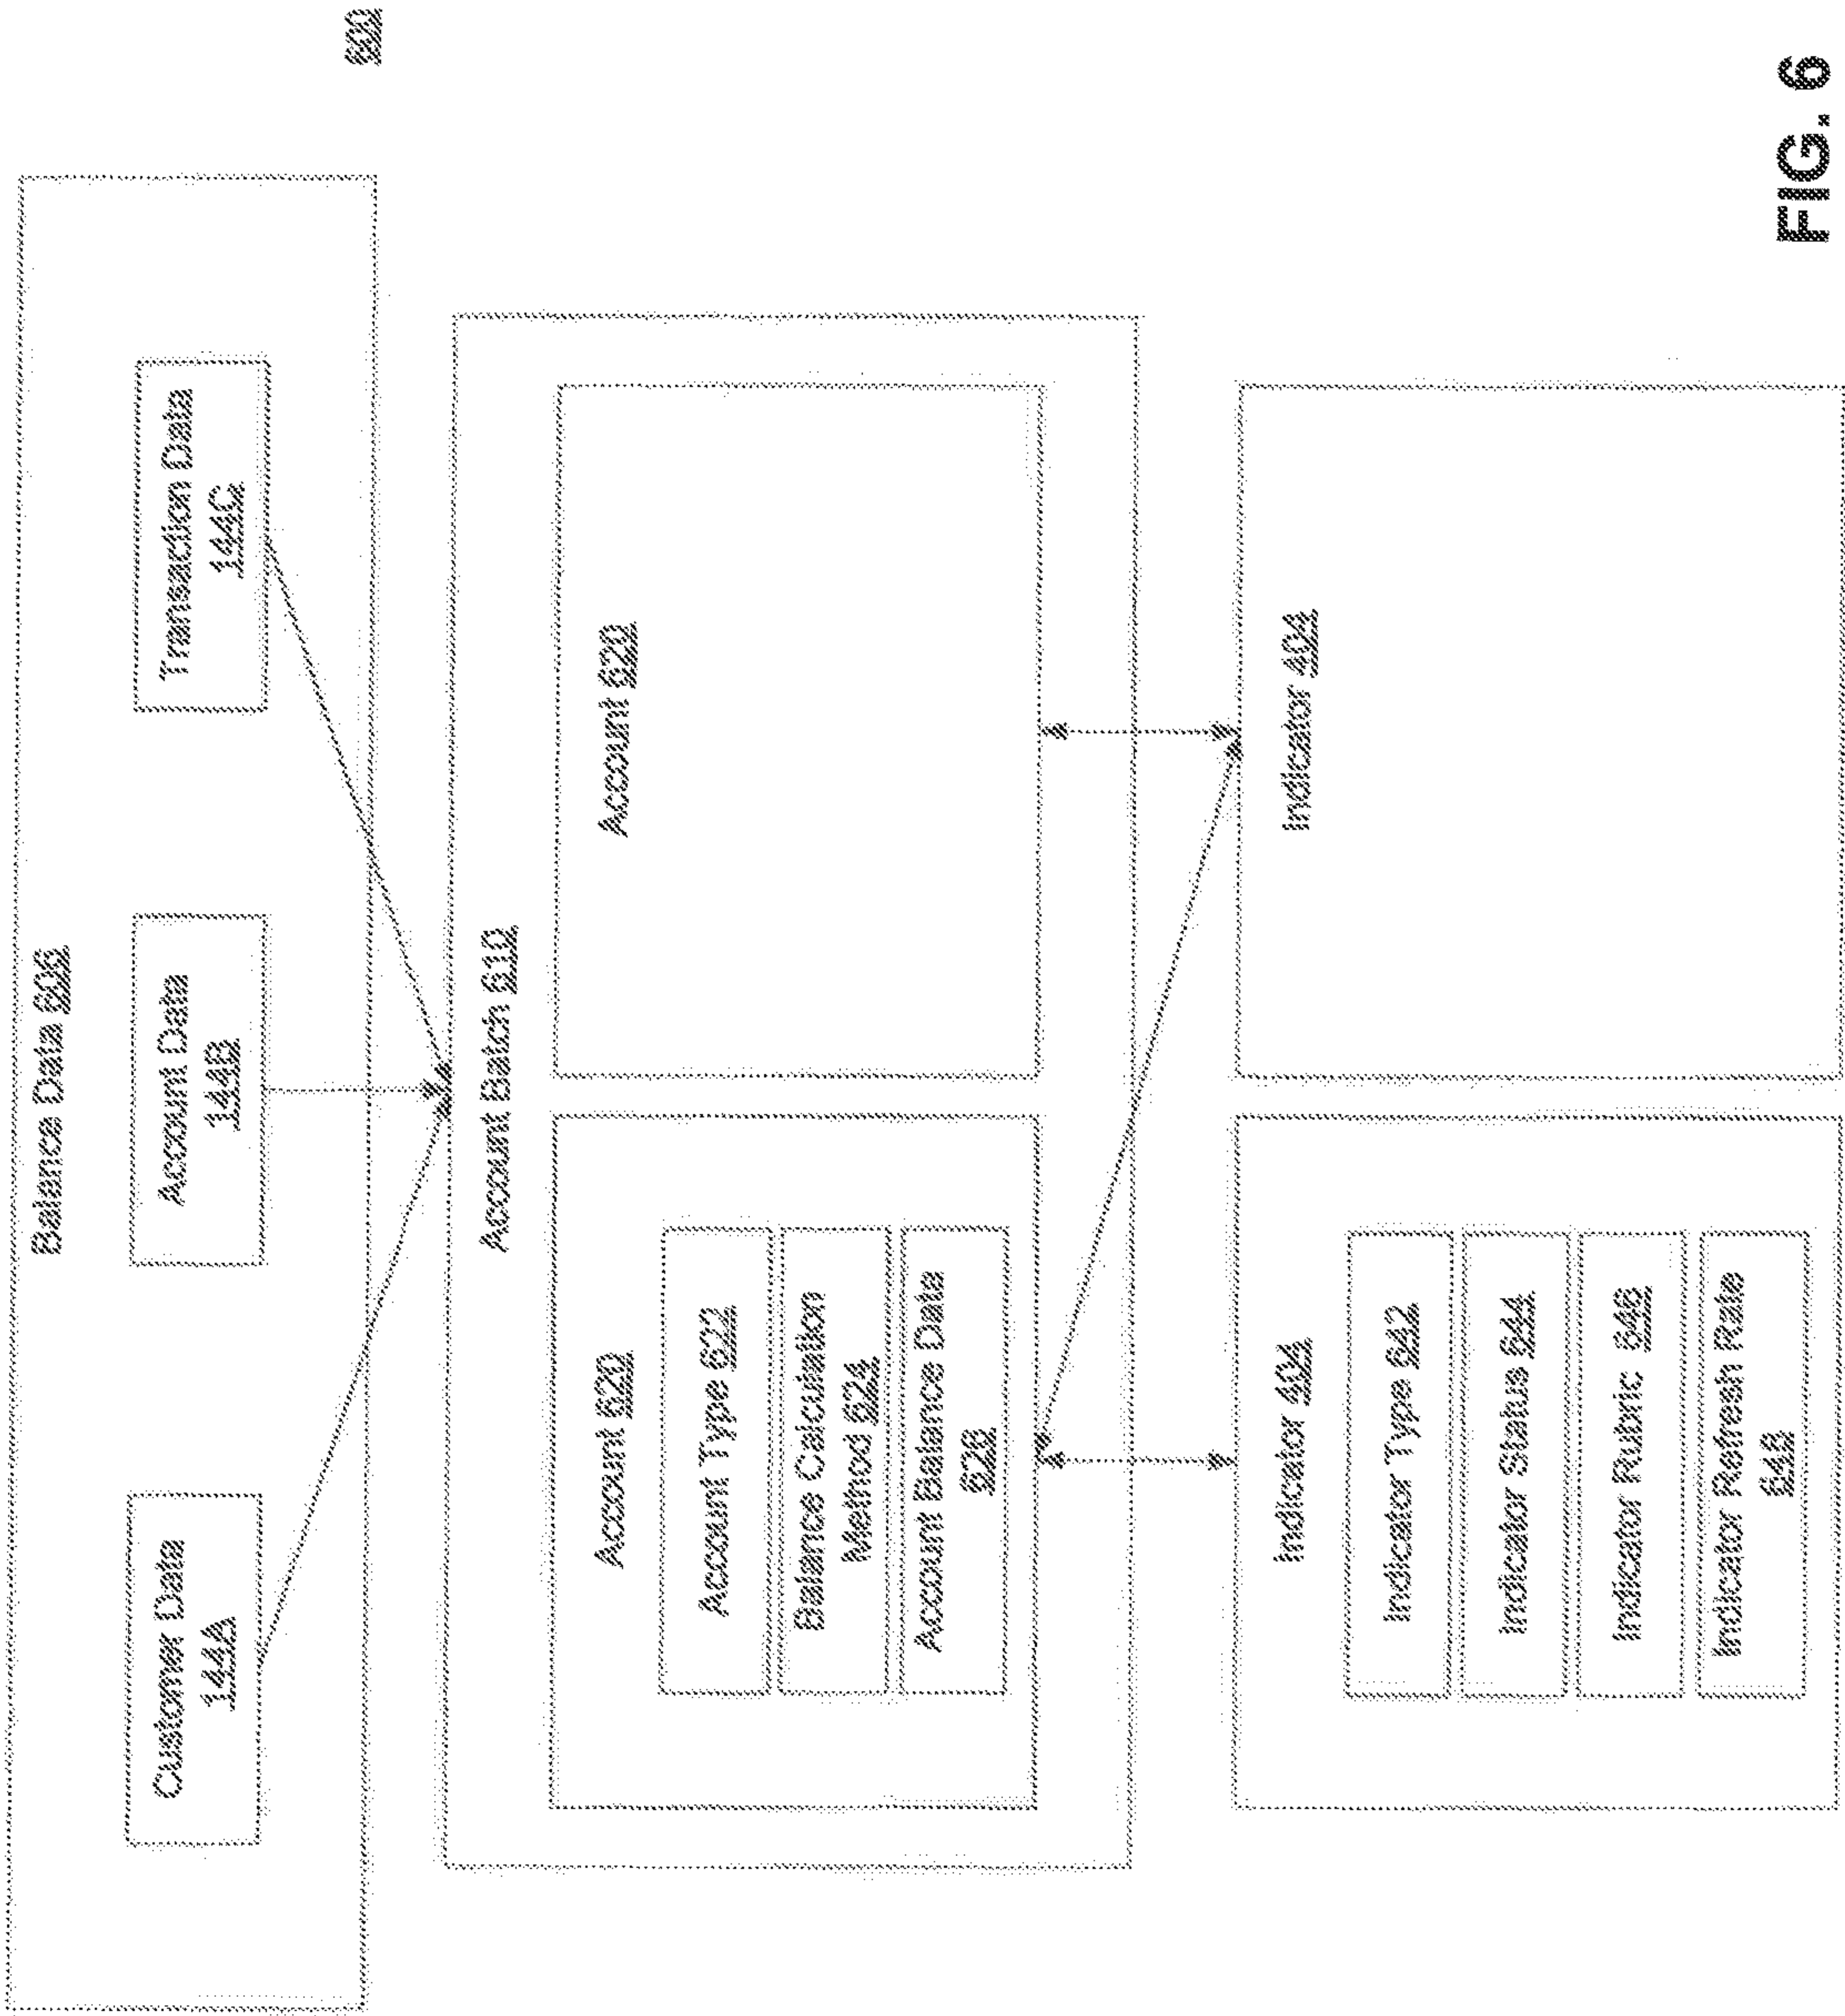 600
Balance Data 606
Customer Data
144A
Account Data
144B
Transaction Data
144C
Account Batch 610
Account 620
Account Type 622
Balance Calculation
Method 624
Account Balance Data
628
Account 620
Indicator 404
Indicator Type 642
Indicator Status 644
Indicator Rubric 646
Indicator Refresh Rate
648
Indicator 404
FIG. 6